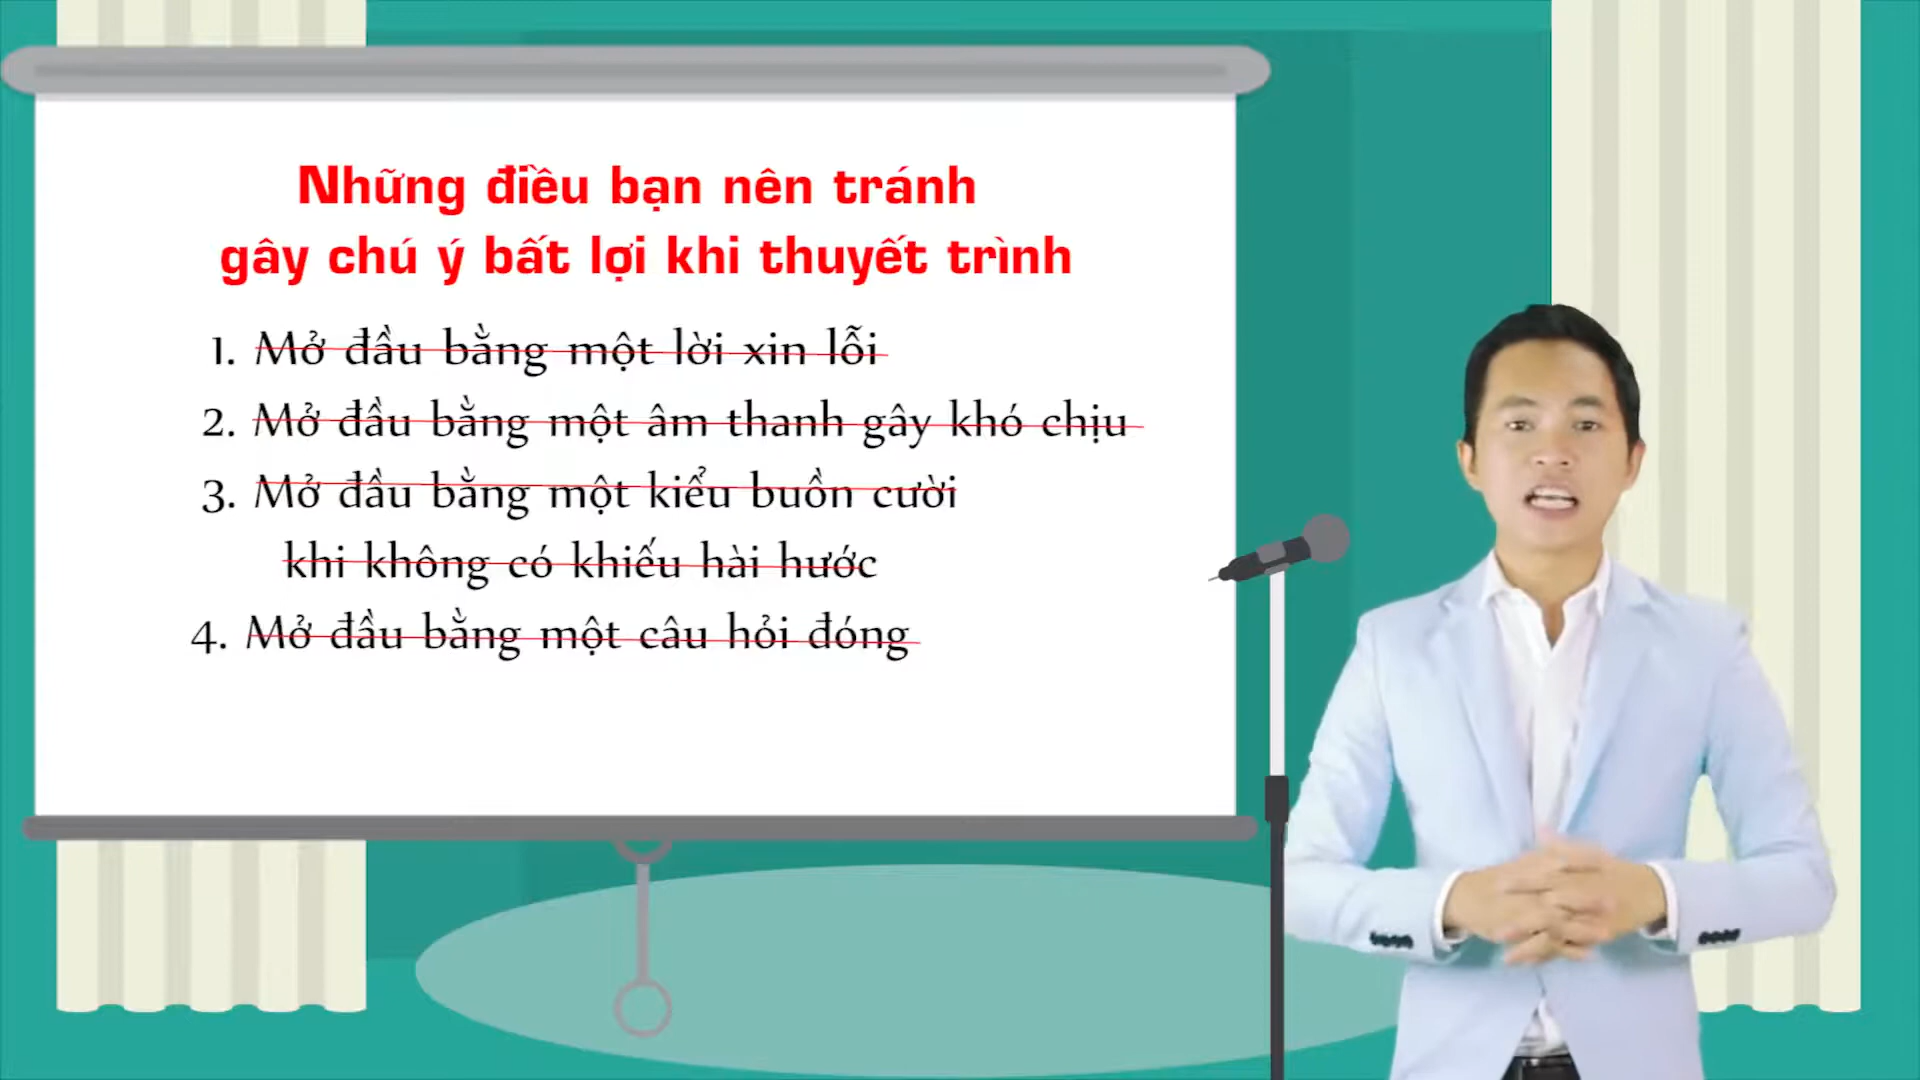 Những điều bạn nên tránh
gây chú ý bất lợi khi thuyết trình
1. Mở đầu bằng một lời xin lỗi
2. Mở đầu bằng một âm thanh gây khó chịu
3. Mở đầu bằng một kiểu buồn cười
khi không có khiếu hài hước
4. Mở đầu bằng một câu hỏi đóng